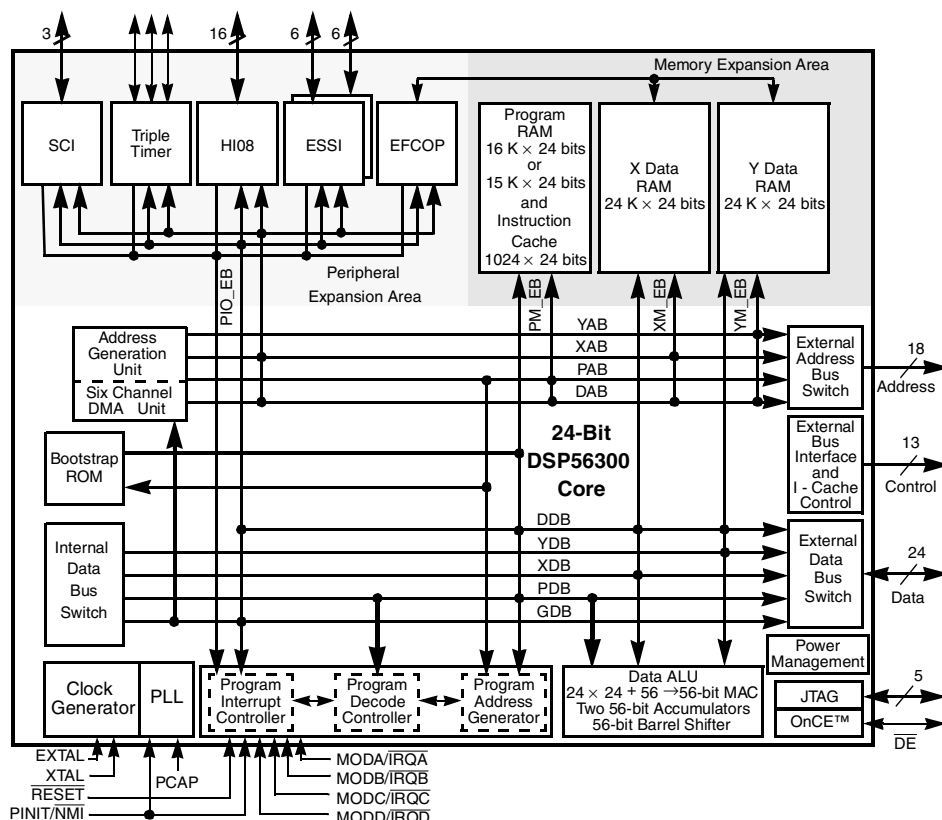 3
16
6
6
Memory Expansion Area
SCI
Triple
Timer
HI08
ESSI
EFCOP
Program
RAM
16 K × 24 bits
or
15 K × 24 bits
and
Instruction
Cache
1024 × 24 bits
X Data
RAM
24 K × 24 bits
Y Data
RAM
24 K × 24 bits
Peripheral
Expansion Area
PIO_EB
PM_EB
XM_EB
YM_EB
Address
Generation
Unit
Six Channel
DMA Unit
YAB
XAB
PAB
DAB
External
Address
Bus
Switch
18
Address
Bootstrap
ROM
24-Bit
DSP56300
Core
External
Bus
Interface
and
I - Cache
Control
13
Control
Internal
Data
Bus
Switch
DDB
YDB
XDB
PDB
GDB
External
Data
Bus
Switch
24
Data
Power
Management
Clock
Generator
PLL
Program
Interrupt
Controller
Program
Decode
Controller
Program
Address
Generator
Data ALU
24 × 24 + 56 → 56-bit MAC
Two 56-bit Accumulators
56-bit Barrel Shifter
JTAG
OnCE™
5
DE
EXTAL
XTAL
RESET
PINIT/NMI
PCAP
MODA/IRQA
MODB/IRQB
MODC/IRQC
MODD/IRQD